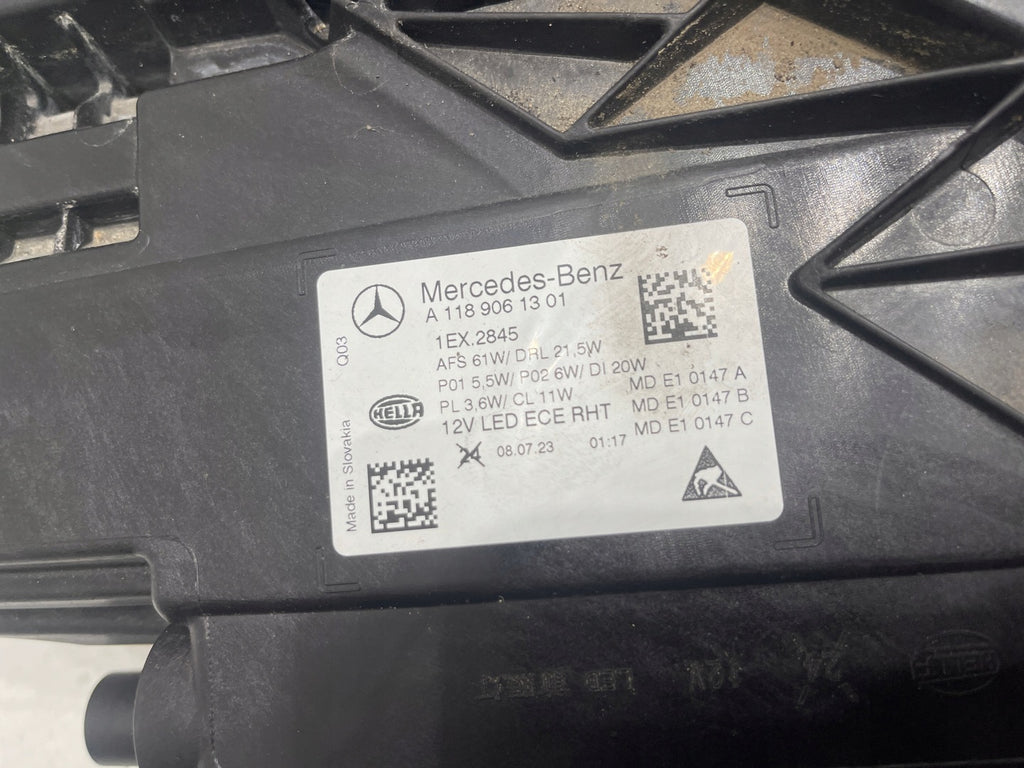 Mercedes-Benz
A 118 906 13 01
1EX.2845
AFS 61W/ DRL 21,5W
P01 5,5W/ P02 6W/ DI 20W
PL 3,6W/ CL 11W
12V LED ECE RHT
MD E1 0147 A
MD E1 0147 B
MD E1 0147 C
08.07.23 01:17
HELLA
Q03
Made in Slovakia